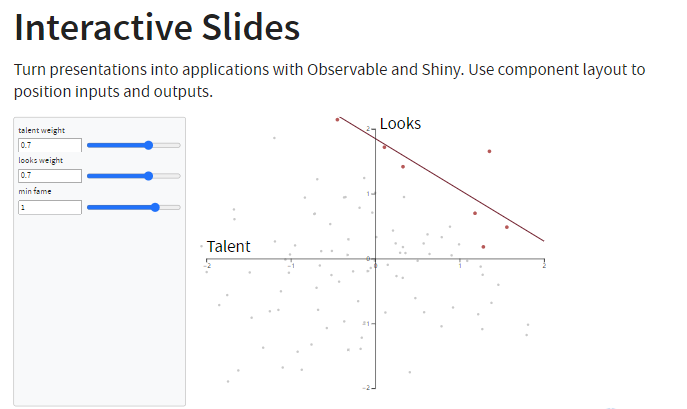 Interactive Slides
Turn presentations into applications with Observable and Shiny. Use component layout to
position inputs and outputs.
talent weight
0.7
looks weight
0.7
min fame
1
Looks
2
1
Talent
0
-2
-1
0
1
2
-1
-2